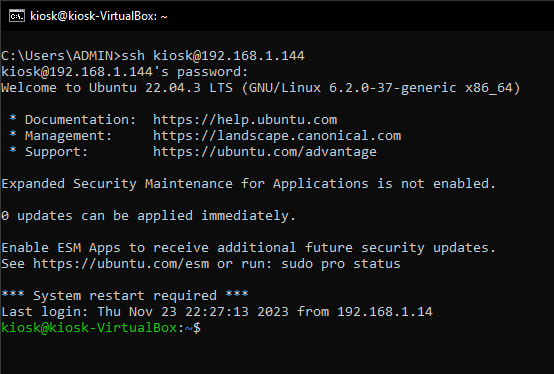 kiosk@kiosk-VirtualBox: ~
C:\Users\ADMIN>ssh kiosk@192.168.1.144
kiosk@192.168.1.144's password:
Welcome to Ubuntu 22.04.3 LTS (GNU/Linux 6.2.0-37-generic x86_64)
 * Documentation:  https://help.ubuntu.com
 * Management:     https://landscape.canonical.com
 * Support:        https://ubuntu.com/advantage
Expanded Security Maintenance for Applications is not enabled.
0 updates can be applied immediately.
Enable ESM Apps to receive additional future security updates.
See https://ubuntu.com/esm or run: sudo pro status
*** System restart required ***
Last login: Thu Nov 23 22:27:13 2023 from 192.168.1.14
kiosk@kiosk-VirtualBox:~$